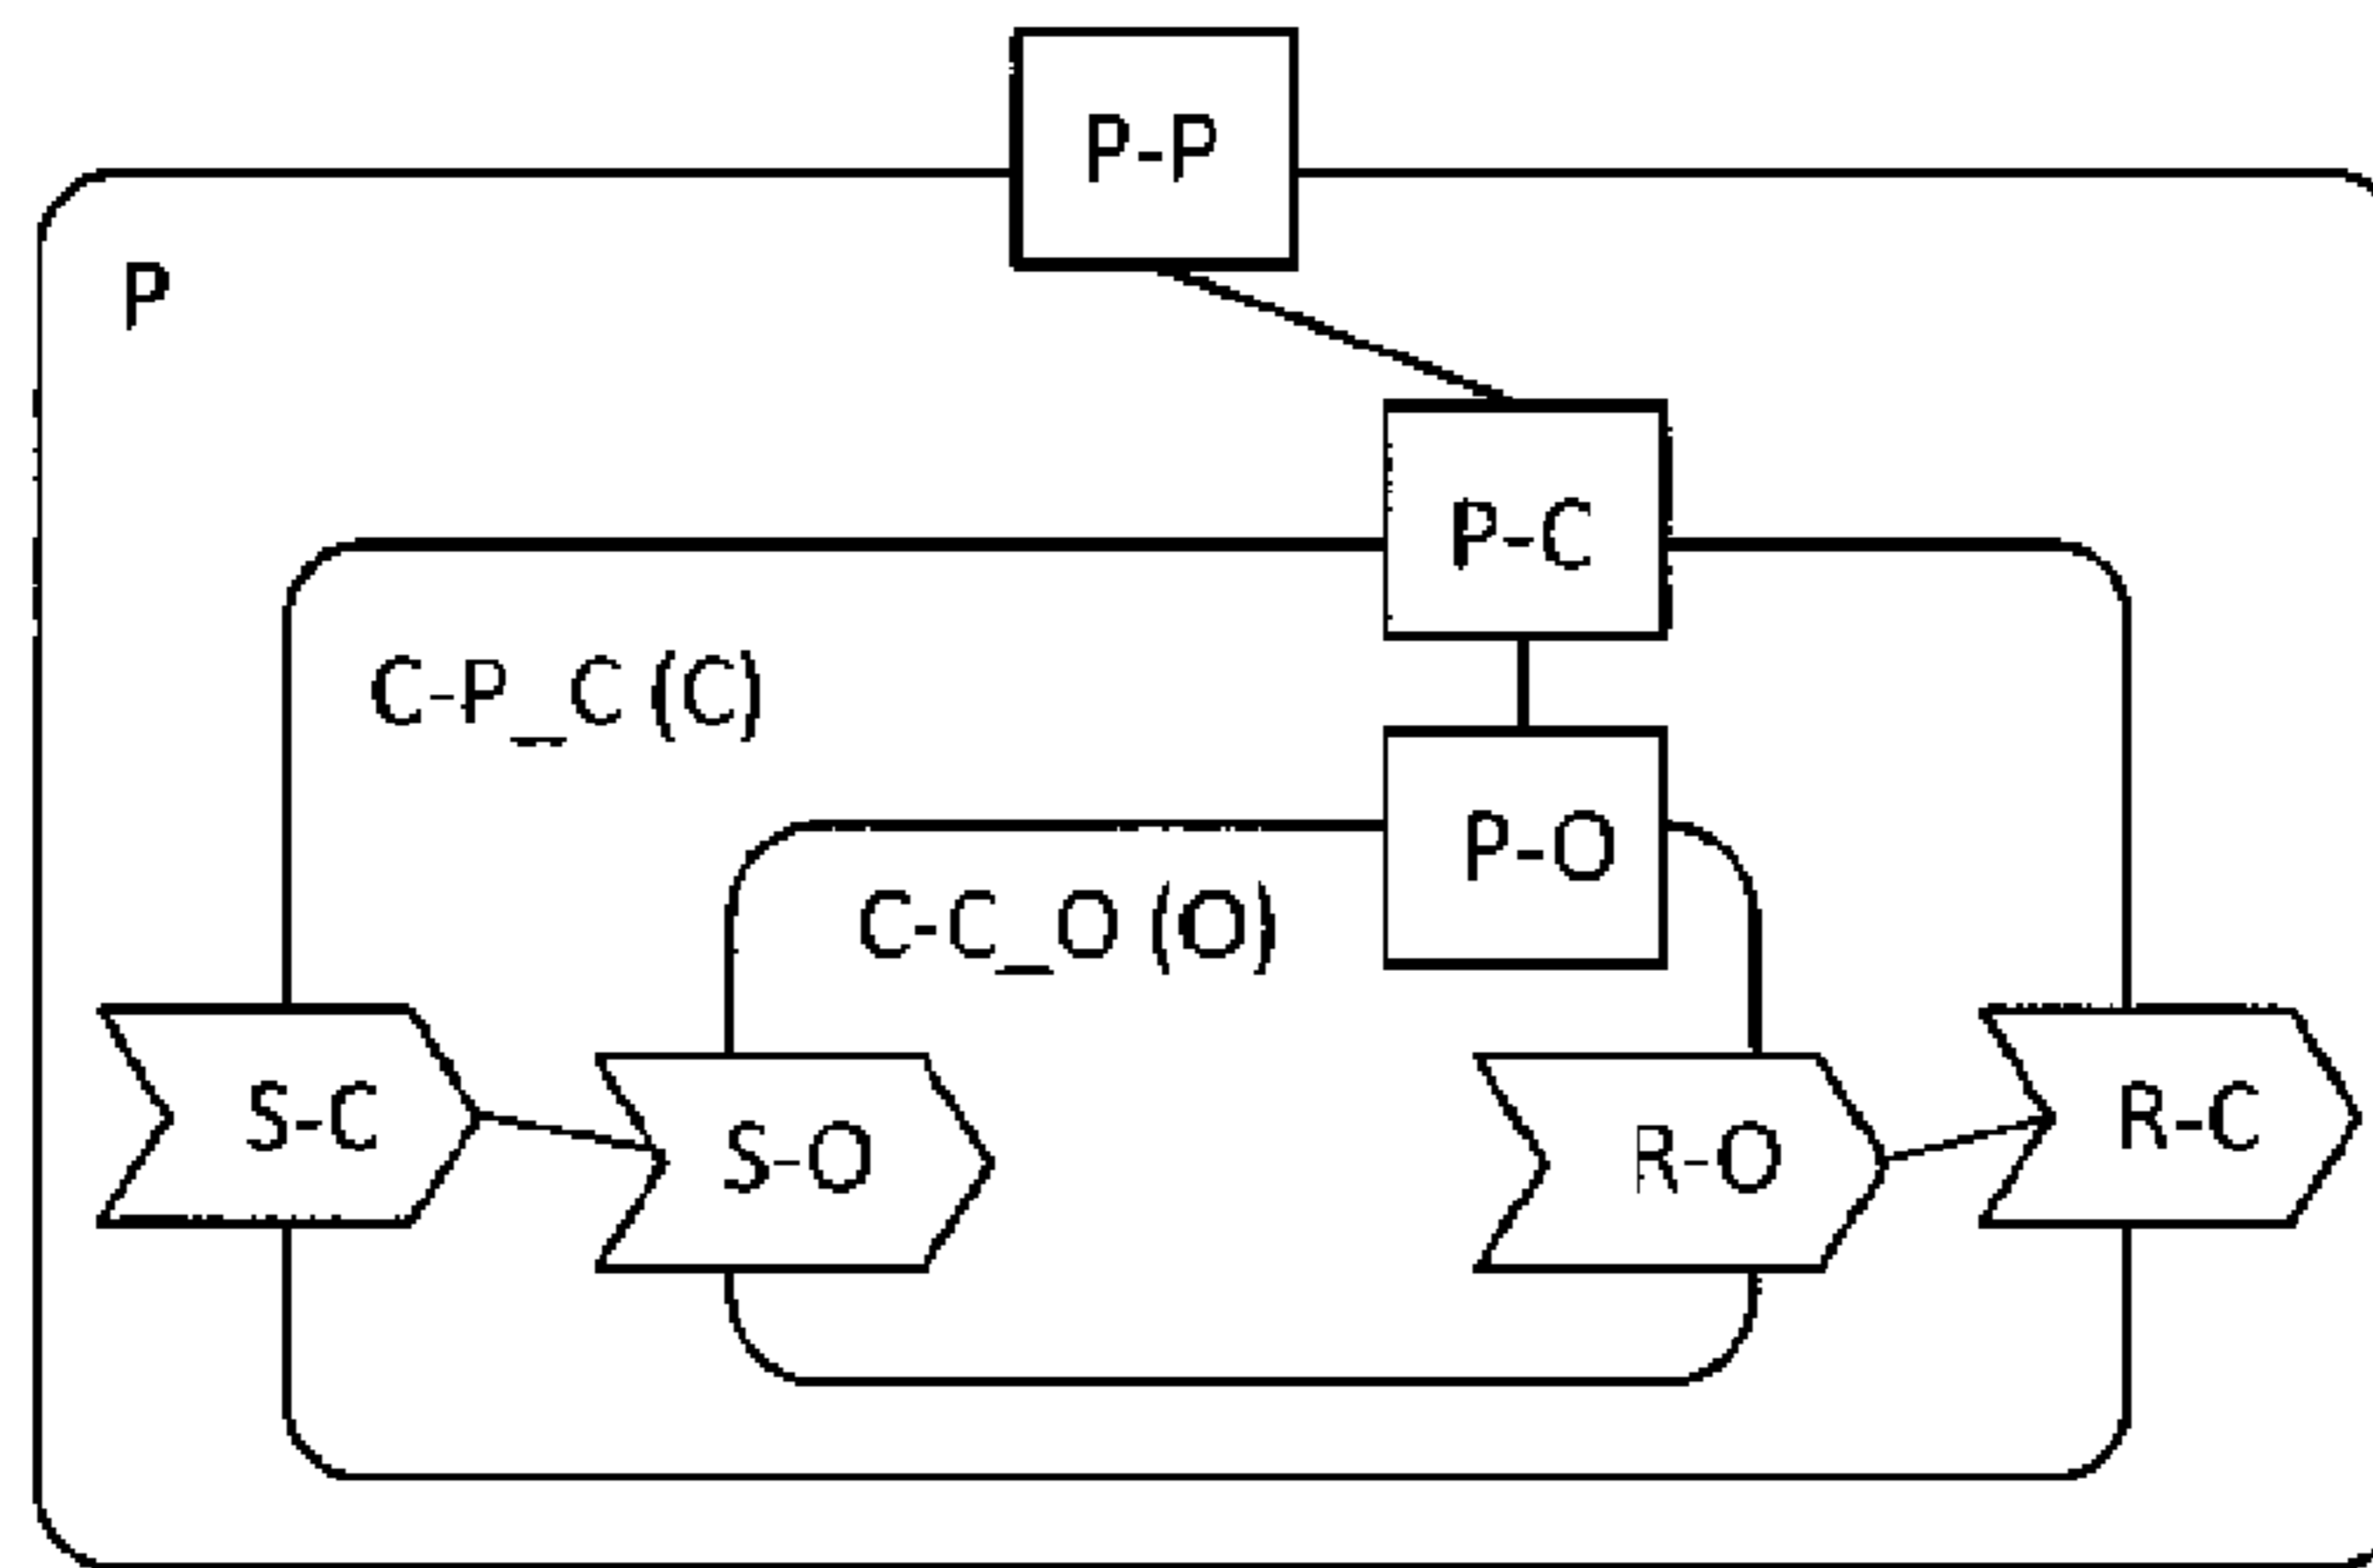 P-P
P
P-C
C-P_C (C)
P-O
C-C_O (O)
S-C
S-O
R-O
R-C